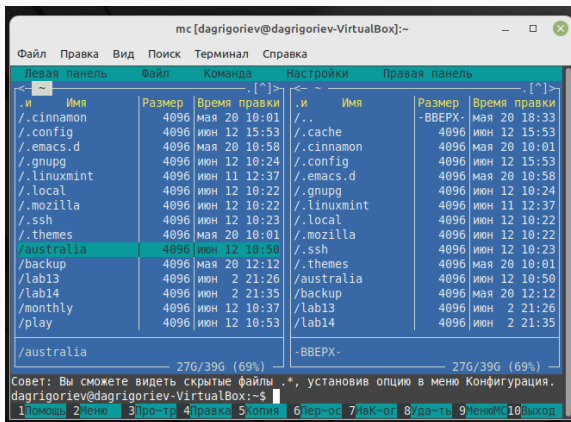 mc [dagrigoriev@dagrigoriev-VirtualBox]:~
Файл Правка Вид Поиск Терминал Справка
Левая панель Файл Команда Настройки Правая панель
<- ~ .[^]> <- ~ .[^]>
.и Имя Размер Время правки .и Имя Размер Время правки
/.cinnamon 4096 мая 20 10:01 /.. -ВВЕРХ- мая 20 18:33
/.config 4096 июн 12 15:53 /.cache 4096 июн 12 15:53
/.emacs.d 4096 мая 20 10:58 /.cinnamon 4096 мая 20 10:01
/.gnupg 4096 июн 12 10:24 /.config 4096 июн 12 15:53
/.linuxmint 4096 июн 11 12:37 /.emacs.d 4096 мая 20 10:58
/.local 4096 июн 12 10:22 /.gnupg 4096 июн 12 10:24
/.mozilla 4096 июн 12 10:22 /.linuxmint 4096 июн 11 12:37
/.ssh 4096 июн 12 10:23 /.local 4096 июн 12 10:22
/.themes 4096 мая 20 10:01 /.mozilla 4096 июн 12 10:22
/australia 4096 июн 12 10:50 /.ssh 4096 июн 12 10:23
/backup 4096 мая 20 12:12 /.themes 4096 мая 20 10:01
/lab13 4096 июн 2 21:26 /australia 4096 июн 12 10:50
/lab14 4096 июн 2 21:35 /backup 4096 мая 20 12:12
/monthly 4096 июн 12 10:37 /lab13 4096 июн 2 21:26
/play 4096 июн 12 10:53 /lab14 4096 июн 2 21:35
/australia -ВВЕРХ-
27G/39G (69%) 27G/39G (69%)
Совет: Вы сможете видеть скрытые файлы .*, установив опцию в меню Конфигурация.
dagrigoriev@dagrigoriev-VirtualBox:~$
1Помощь 2Меню 3Про~тр 4Правка 5Копия 6Пер~ос 7НвК~ог 8Уда~ть 9МенюМС 10Выход